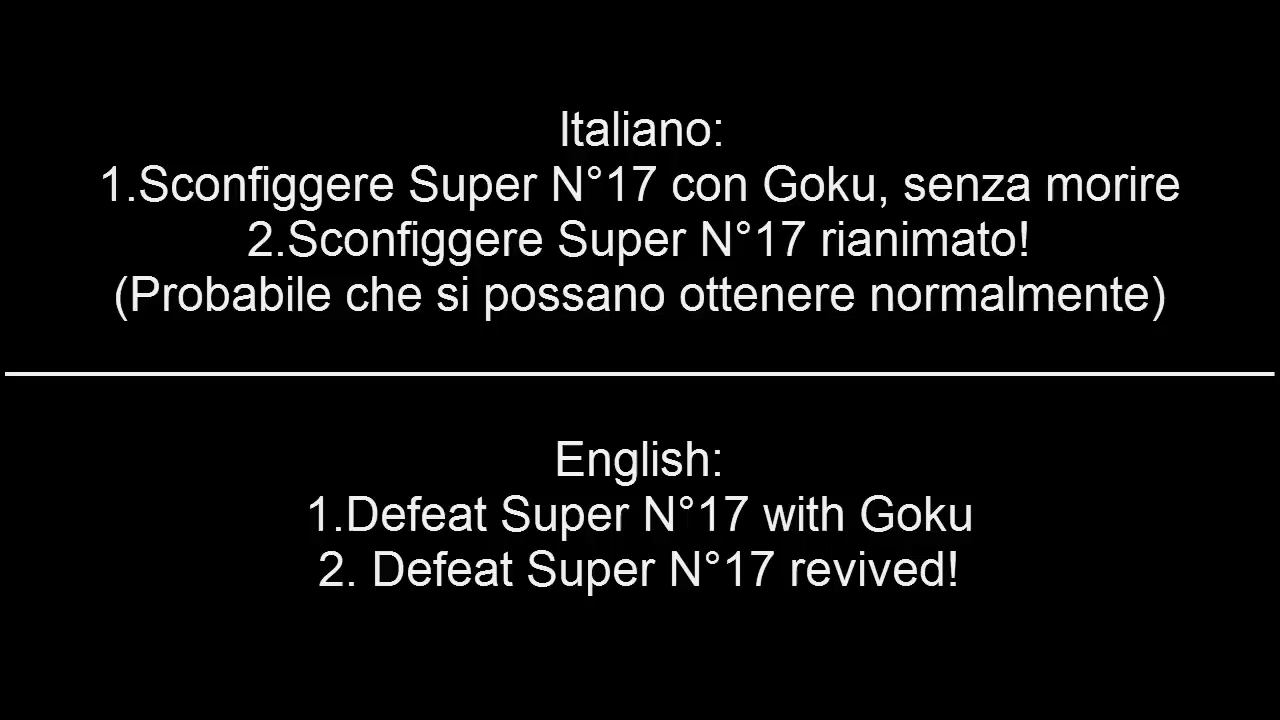 Italiano:
1.Sconfiggere Super N°17 con Goku, senza morire
2.Sconfiggere Super N°17 rianimato!
(Probabile che si possano ottenere normalmente)
English:
1.Defeat Super N°17 with Goku
2. Defeat Super N°17 revived!